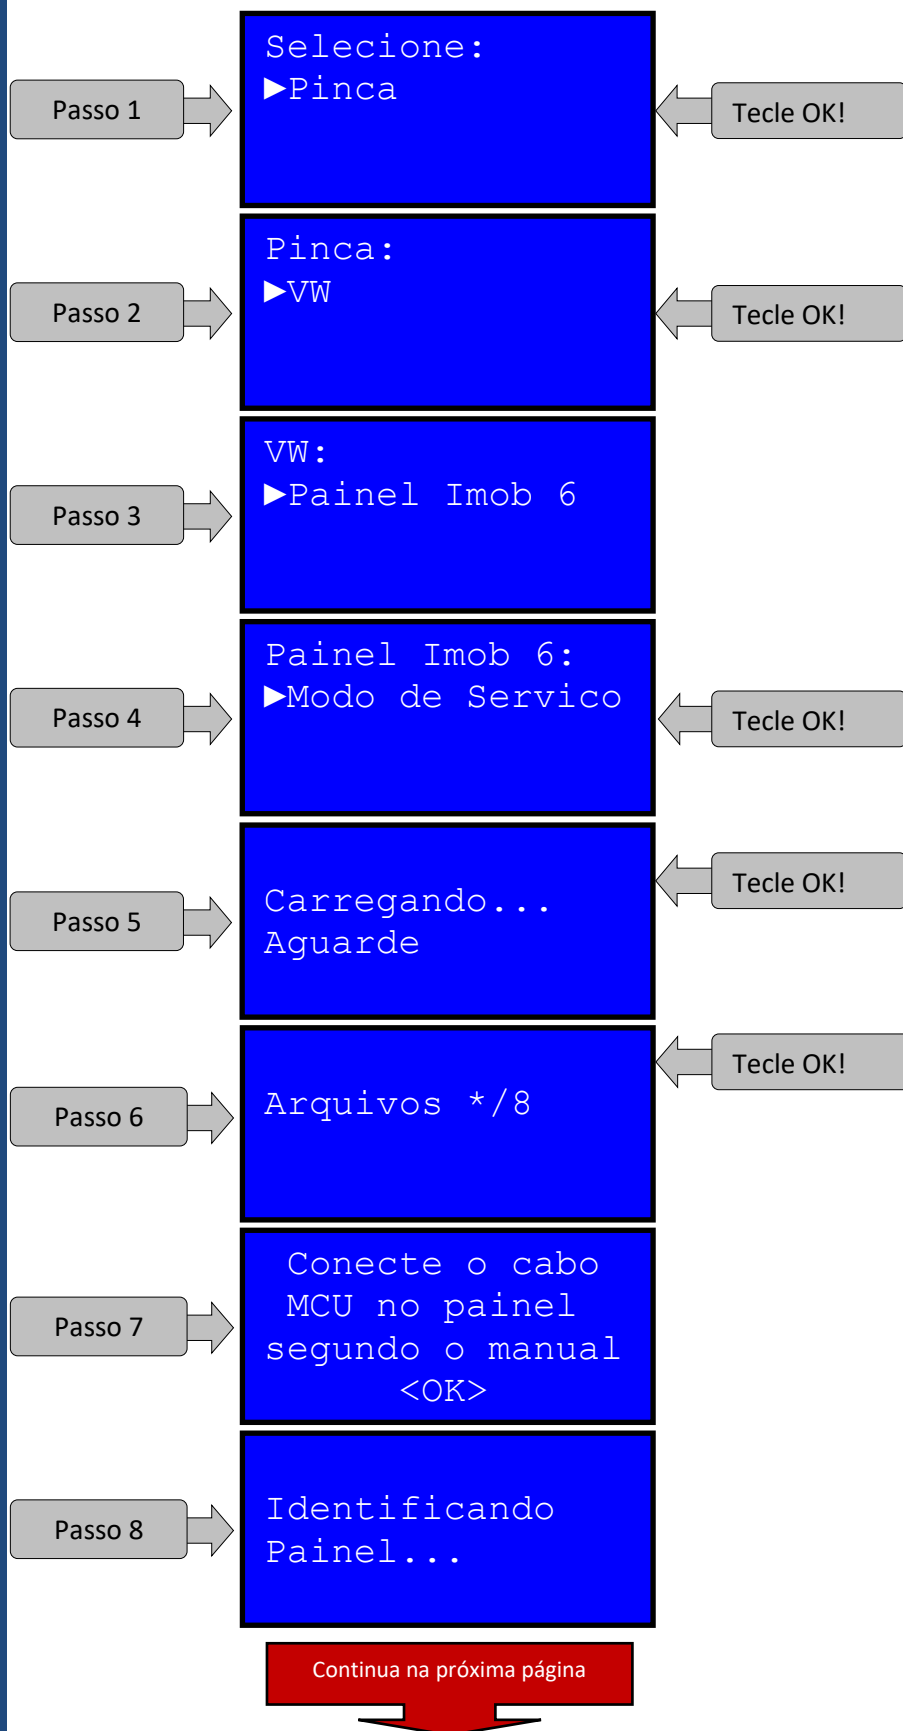 Passo 1
Selecione:
►Pinca
Tecle OK!
Passo 2
Pinca:
►VW
Tecle OK!
Passo 3
VW:
►Painel Imob 6
Passo 4
Painel Imob 6:
►Modo de Servico
Tecle OK!
Passo 5
Carregando...
Aguarde
Tecle OK!
Passo 6
Arquivos */8
Tecle OK!
Passo 7
Conecte o cabo
MCU no painel
segundo o manual
<OK>
Passo 8
Identificando
Painel...
Continua na próxima página